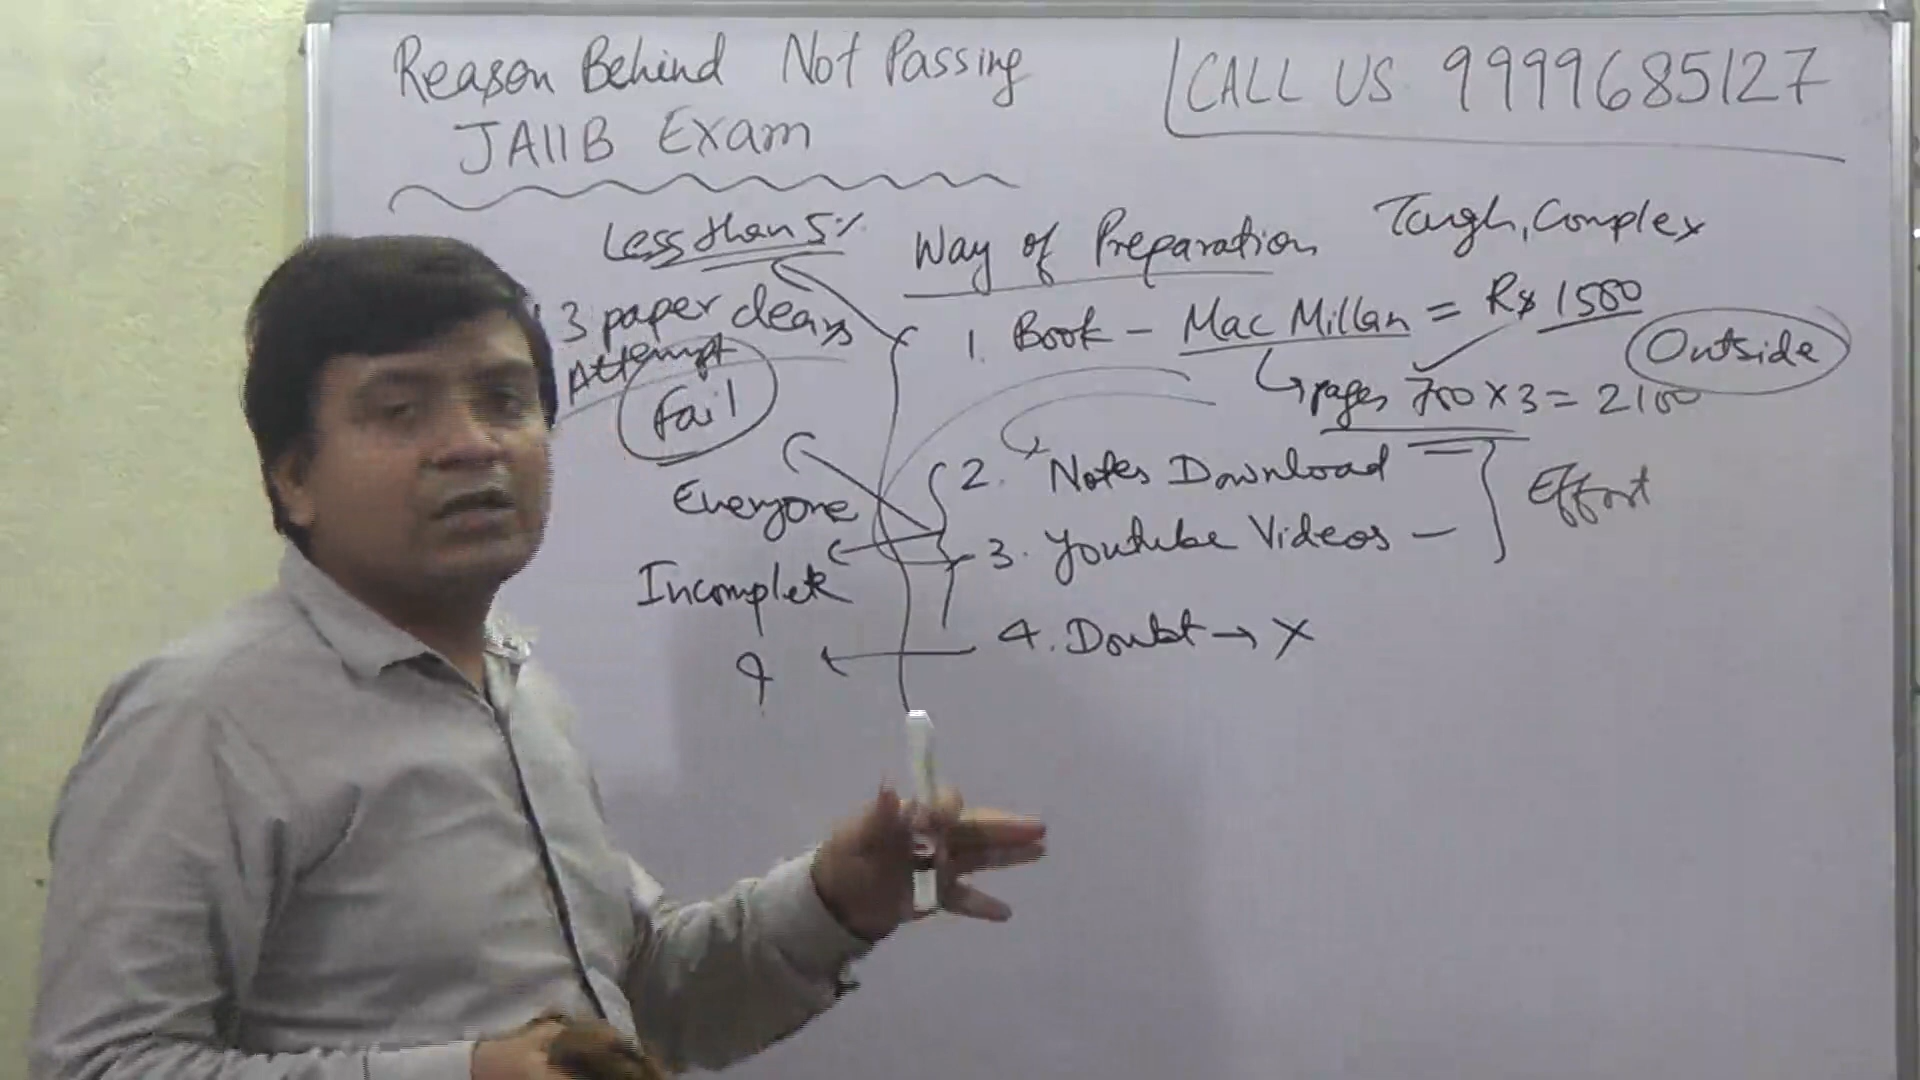 Reason Behind Not Passing
JAIIB Exam
CALL US 9999685127
Less than 5%
3 paper clears
Attempt
Fail
Everyone
Incomplete
Way of Preparation
Tough, Complex
1. Book - Mac Millan = Rs 1580
Outside
pages 700 x 3 = 2100
2. Notes Download
3. Youtube Videos -
Effort
4. Doubt → X